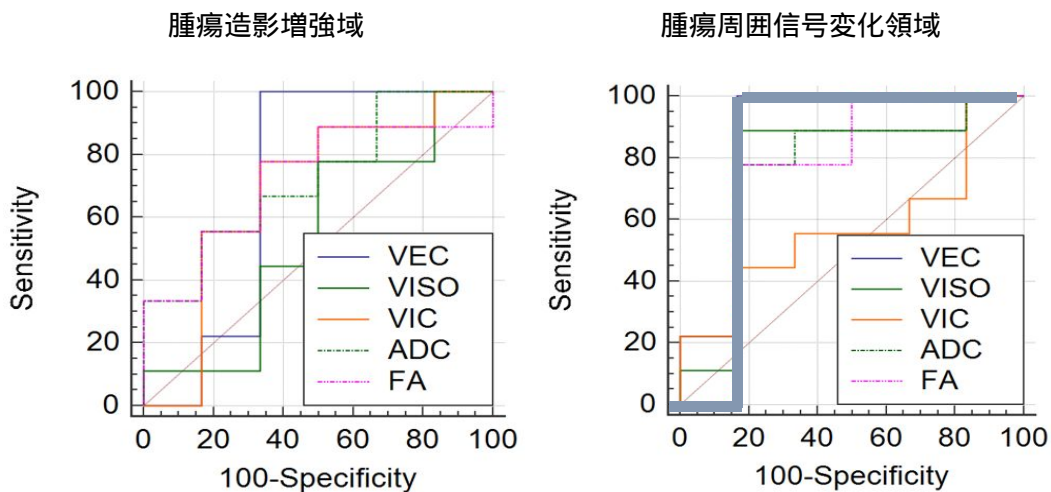 腫瘍造影増強域
100
80
60
40
20
0
Sensitivity
VEC
VISO
VIC
ADC
FA
0 20 40 60 80 100
100-Specificity
腫瘍周囲信号変化領域
100
80
60
40
20
0
Sensitivity
VEC
VISO
VIC
ADC
FA
0 20 40 60 80 100
100-Specificity